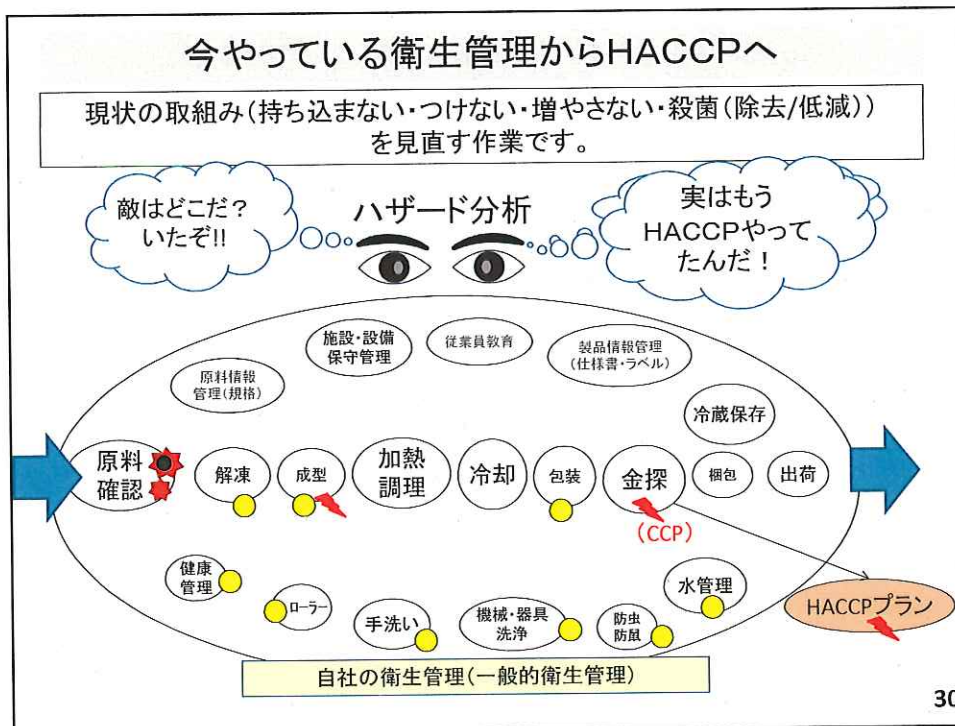 今やっている衛生管理からHACCPへ
現状の取組み(持ち込まない・つけない・増やさない・殺菌(除去/低減))
を見直す作業です。
敵はどこだ?
いたぞ!!
ハザード分析
実はもう
HACCPやって
たんだ!
施設・設備
保守管理
従業員教育
製品情報管理
(仕様書・ラベル)
原料情報
管理(規格)
冷蔵保存
原料
確認
解凍
成型
加熱
調理
冷却
包装
金探
(CCP)
梱包
出荷
健康
管理
ローラー
手洗い
機械・器具
洗浄
防虫
防鼠
水管理
HACCPプラン
自社の衛生管理(一般的衛生管理)
30